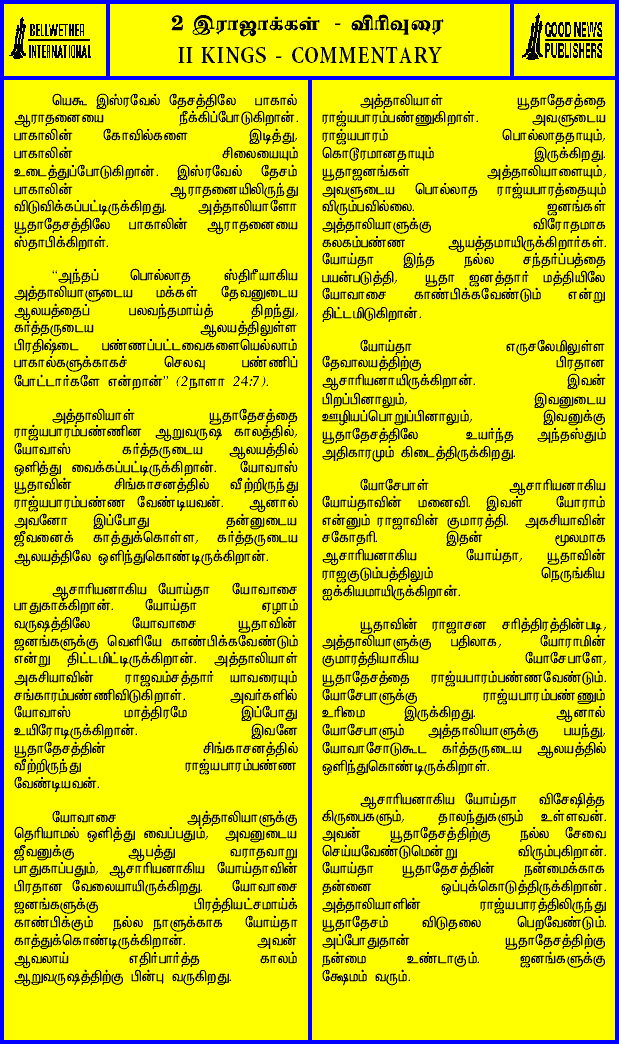 BELLWETHER
INTERNATIONAL
2 இராஜாக்கள் - விரிவுரை
II KINGS - COMMENTARY
GOOD NEWS
PUBLISHERS
யெகூ இஸ்ரவேல் தேசத்திலே பாகால்
ஆராதனையை நீக்கிப்போடுகிறான்.
பாகாலின் கோவில்களை இடித்து,
பாகாலின் சிலையையும்
உடைத்துப்போடுகிறான். இஸ்ரவேல் தேசம்
பாகாலின் ஆராதனையிலிருந்து
விடுவிக்கப்பட்டிருக்கிறது. அத்தாலியாளோ
யூதாதேசத்திலே பாகாலின் ஆராதனையை
ஸ்தாபிக்கிறாள்.
“அந்தப் பொல்லாத ஸ்திரீயாகிய
அத்தாலியாளுடைய மக்கள் தேவனுடைய
ஆலயத்தைப் பலவந்தமாய்த் திறந்து,
கர்த்தருடைய ஆலயத்திலுள்ள
பிரதிஷ்டை பண்ணப்பட்டவைகளையெல்லாம்
பாகால்களுக்காகச் செலவு பண்ணிப்
போட்டார்களே என்றான்” (2நாளா 24:7).
அத்தாலியாள் யூதாதேசத்தை
ராஜ்யபாரம்பண்ணின ஆறுவருஷ காலத்தில்,
யோவாஸ் கர்த்தருடைய ஆலயத்தில்
ஒளித்து வைக்கப்பட்டிருக்கிறான். யோவாஸ்
யூதாவின் சிங்காசனத்தில் வீற்றிருந்து
ராஜ்யபாரம்பண்ண வேண்டியவன். ஆனால்
அவனோ இப்போது தன்னுடைய
ஜீவனைக் காத்துக்கொள்ள, கர்த்தருடைய
ஆலயத்திலே ஒளிந்துகொண்டிருக்கிறான்.
ஆசாரியனாகிய யோய்தா யோவாசை
பாதுகாக்கிறான். யோய்தா ஏழாம்
வருஷத்திலே யோவாசை யூதாவின்
ஜனங்களுக்கு வெளியே காண்பிக்கவேண்டும்
என்று திட்டமிட்டிருக்கிறான். அத்தாலியாள்
அகசியாவின் ராஜவம்சத்தார் யாவரையும்
சங்காரம்பண்ணிவிடுகிறாள். அவர்களில்
யோவாஸ் மாத்திரமே இப்போது
உயிரோடிருக்கிறான். இவனே
யூதாதேசத்தின் சிங்காசனத்தில்
வீற்றிருந்து ராஜ்யபாரம்பண்ண
வேண்டியவன்.
யோவாசை அத்தாலியாளுக்கு
தெரியாமல் ஒளித்து வைப்பதும், அவனுடைய
ஜீவனுக்கு ஆபத்து வராதவாறு
பாதுகாப்பதும், ஆசாரியனாகிய யோய்தாவின்
பிரதான வேலையாயிருக்கிறது. யோவாசை
ஜனங்களுக்கு பிரத்தியட்சமாய்க்
காண்பிக்கும் நல்ல நாளுக்காக யோய்தா
காத்துக்கொண்டிருக்கிறான். அவன்
ஆவலாய் எதிர்பார்த்த காலம்
ஆறுவருஷத்திற்கு பின்பு வருகிறது.
அத்தாலியாள் யூதாதேசத்தை
ராஜ்யபாரம்பண்ணுகிறாள். அவளுடைய
ராஜ்யபாரம் பொல்லாததாயும்,
கொடூரமானதாயும் இருக்கிறது.
யூதாஜனங்கள் அத்தாலியாளையும்,
அவளுடைய பொல்லாத ராஜ்யபாரத்தையும்
விரும்பவில்லை. ஜனங்கள்
அத்தாலியாளுக்கு விரோதமாக
கலகம்பண்ண ஆயத்தமாயிருக்கிறார்கள்.
யோய்தா இந்த நல்ல சந்தர்ப்பத்தை
பயன்படுத்தி, யூதா ஜனத்தார் மத்தியிலே
யோவாசை காண்பிக்கவேண்டும் என்று
திட்டமிடுகிறான்.
யோய்தா எருசலேமிலுள்ள
தேவாலயத்திற்கு பிரதான
ஆசாரியனாயிருக்கிறான். இவன்
பிறப்பினாலும், இவனுடைய
ஊழியப்பொறுப்பினாலும், இவனுக்கு
யூதாதேசத்திலே உயர்ந்த அந்தஸ்தும்
அதிகாரமும் கிடைத்திருக்கிறது.
யோசேபாள் ஆசாரியனாகிய
யோய்தாவின் மனைவி. இவள் யோராம்
என்னும் ராஜாவின் குமாரத்தி. அகசியாவின்
சகோதரி. இதன் மூலமாக
ஆசாரியனாகிய யோய்தா, யூதாவின்
ராஜகுடும்பத்திலும் நெருங்கிய
ஐக்கியமாயிருக்கிறான்.
யூதாவின் ராஜாசன சரித்திரத்தின்படி,
அத்தாலியாளுக்கு பதிலாக, யோராமின்
குமாரத்தியாகிய யோசேபாளே,
யூதாதேசத்தை ராஜ்யபாரம்பண்ணவேண்டும்.
யோசேபாளுக்கு ராஜ்யபாரம்பண்ணும்
உரிமை இருக்கிறது. ஆனால்
யோசேபாளும் அத்தாலியாளுக்கு பயந்து,
யோவாசோடுகூட கர்த்தருடைய ஆலயத்தில்
ஒளிந்துகொண்டிருக்கிறாள்.
ஆசாரியனாகிய யோய்தா விசேஷித்த
கிருபைகளும், தாலந்துகளும் உள்ளவன்.
அவன் யூதாதேசத்திற்கு நல்ல சேவை
செய்யவேண்டுமென்று விரும்புகிறான்.
யோய்தா யூதாதேசத்தின் நன்மைக்காக
தன்னை ஒப்புக்கொடுத்திருக்கிறான்.
அத்தாலியாளின் ராஜ்யபாரத்திலிருந்து
யூதாதேசம் விடுதலை பெறவேண்டும்.
அப்போதுதான் யூதாதேசத்திற்கு
நன்மை உண்டாகும். ஜனங்களுக்கு
க்ஷேமம் வரும்.